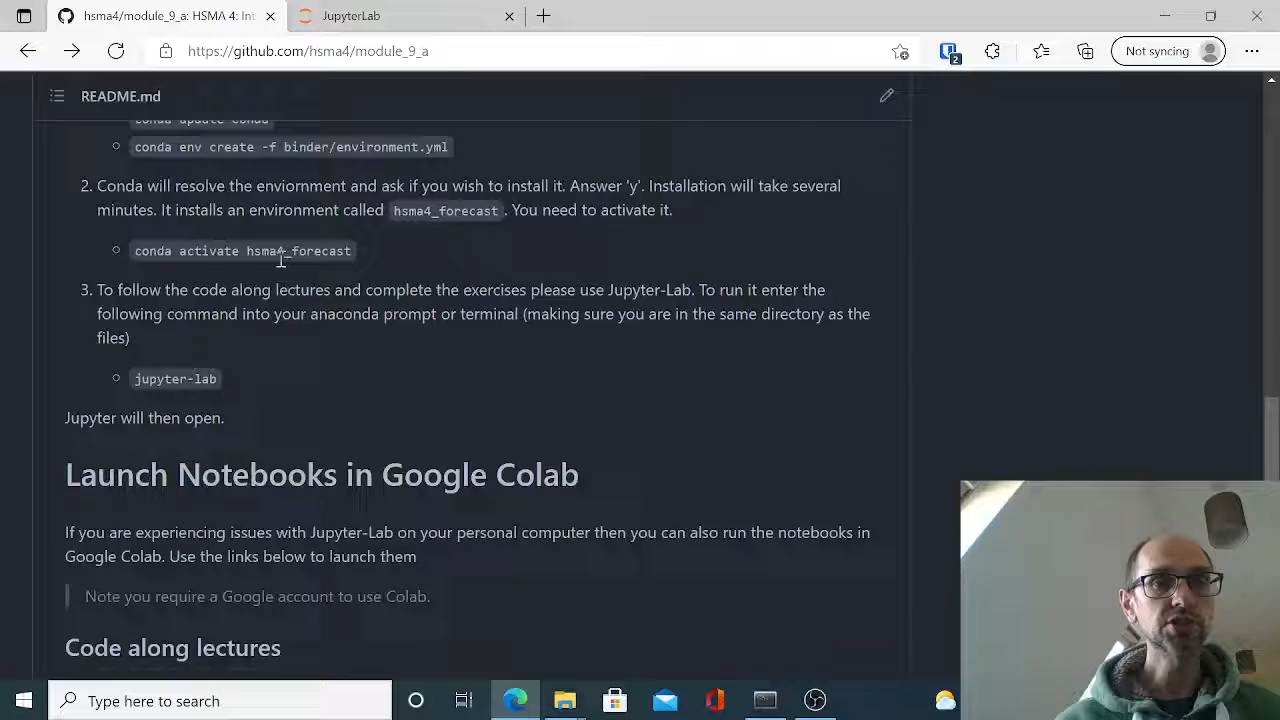 hsma4/module_9_a: HSMA 4: Int
JupyterLab
https://github.com/hsma4/module_9_a
2
Not syncing
README.md
conda update conda
conda env create -f binder/environment.yml
2. Conda will resolve the enviornment and ask if you wish to install it. Answer 'y'. Installation will take several
minutes. It installs an environment called hsma4_forecast. You need to activate it.
conda activate hsma4_forecast
3. To follow the code along lectures and complete the exercises please use Jupyter-Lab. To run it enter the
following command into your anaconda prompt or terminal (making sure you are in the same directory as the
files)
jupyter-lab
Jupyter will then open.
Launch Notebooks in Google Colab
If you are experiencing issues with Jupyter-Lab on your personal computer then you can also run the notebooks in
Google Colab. Use the links below to launch them
Note you require a Google account to use Colab.
Code along lectures
Type here to search